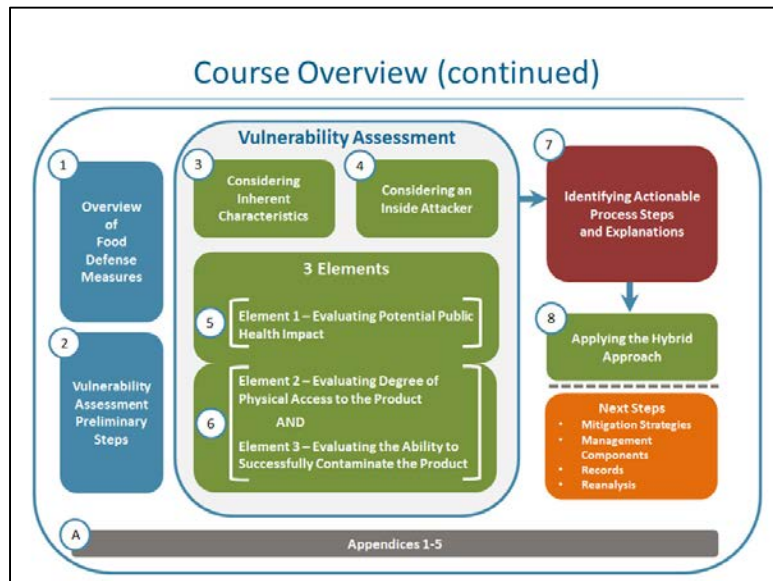 Course Overview (continued)
Vulnerability Assessment
1
Overview
of
Food
Defense
Measures
2
Vulnerability
Assessment
Preliminary
Steps
3
Considering
Inherent
Characteristics
4
Considering an
Inside Attacker
3 Elements
5
Element 1 – Evaluating Potential Public
Health Impact
6
Element 2 – Evaluating Degree of
Physical Access to the Product
AND
Element 3 – Evaluating the Ability to
Successfully Contaminate the Product
7
Identifying Actionable
Process Steps
and Explanations
8
Applying the Hybrid
Approach
Next Steps
• Mitigation Strategies
• Management
Components
• Records
• Reanalysis
A
Appendices 1-5